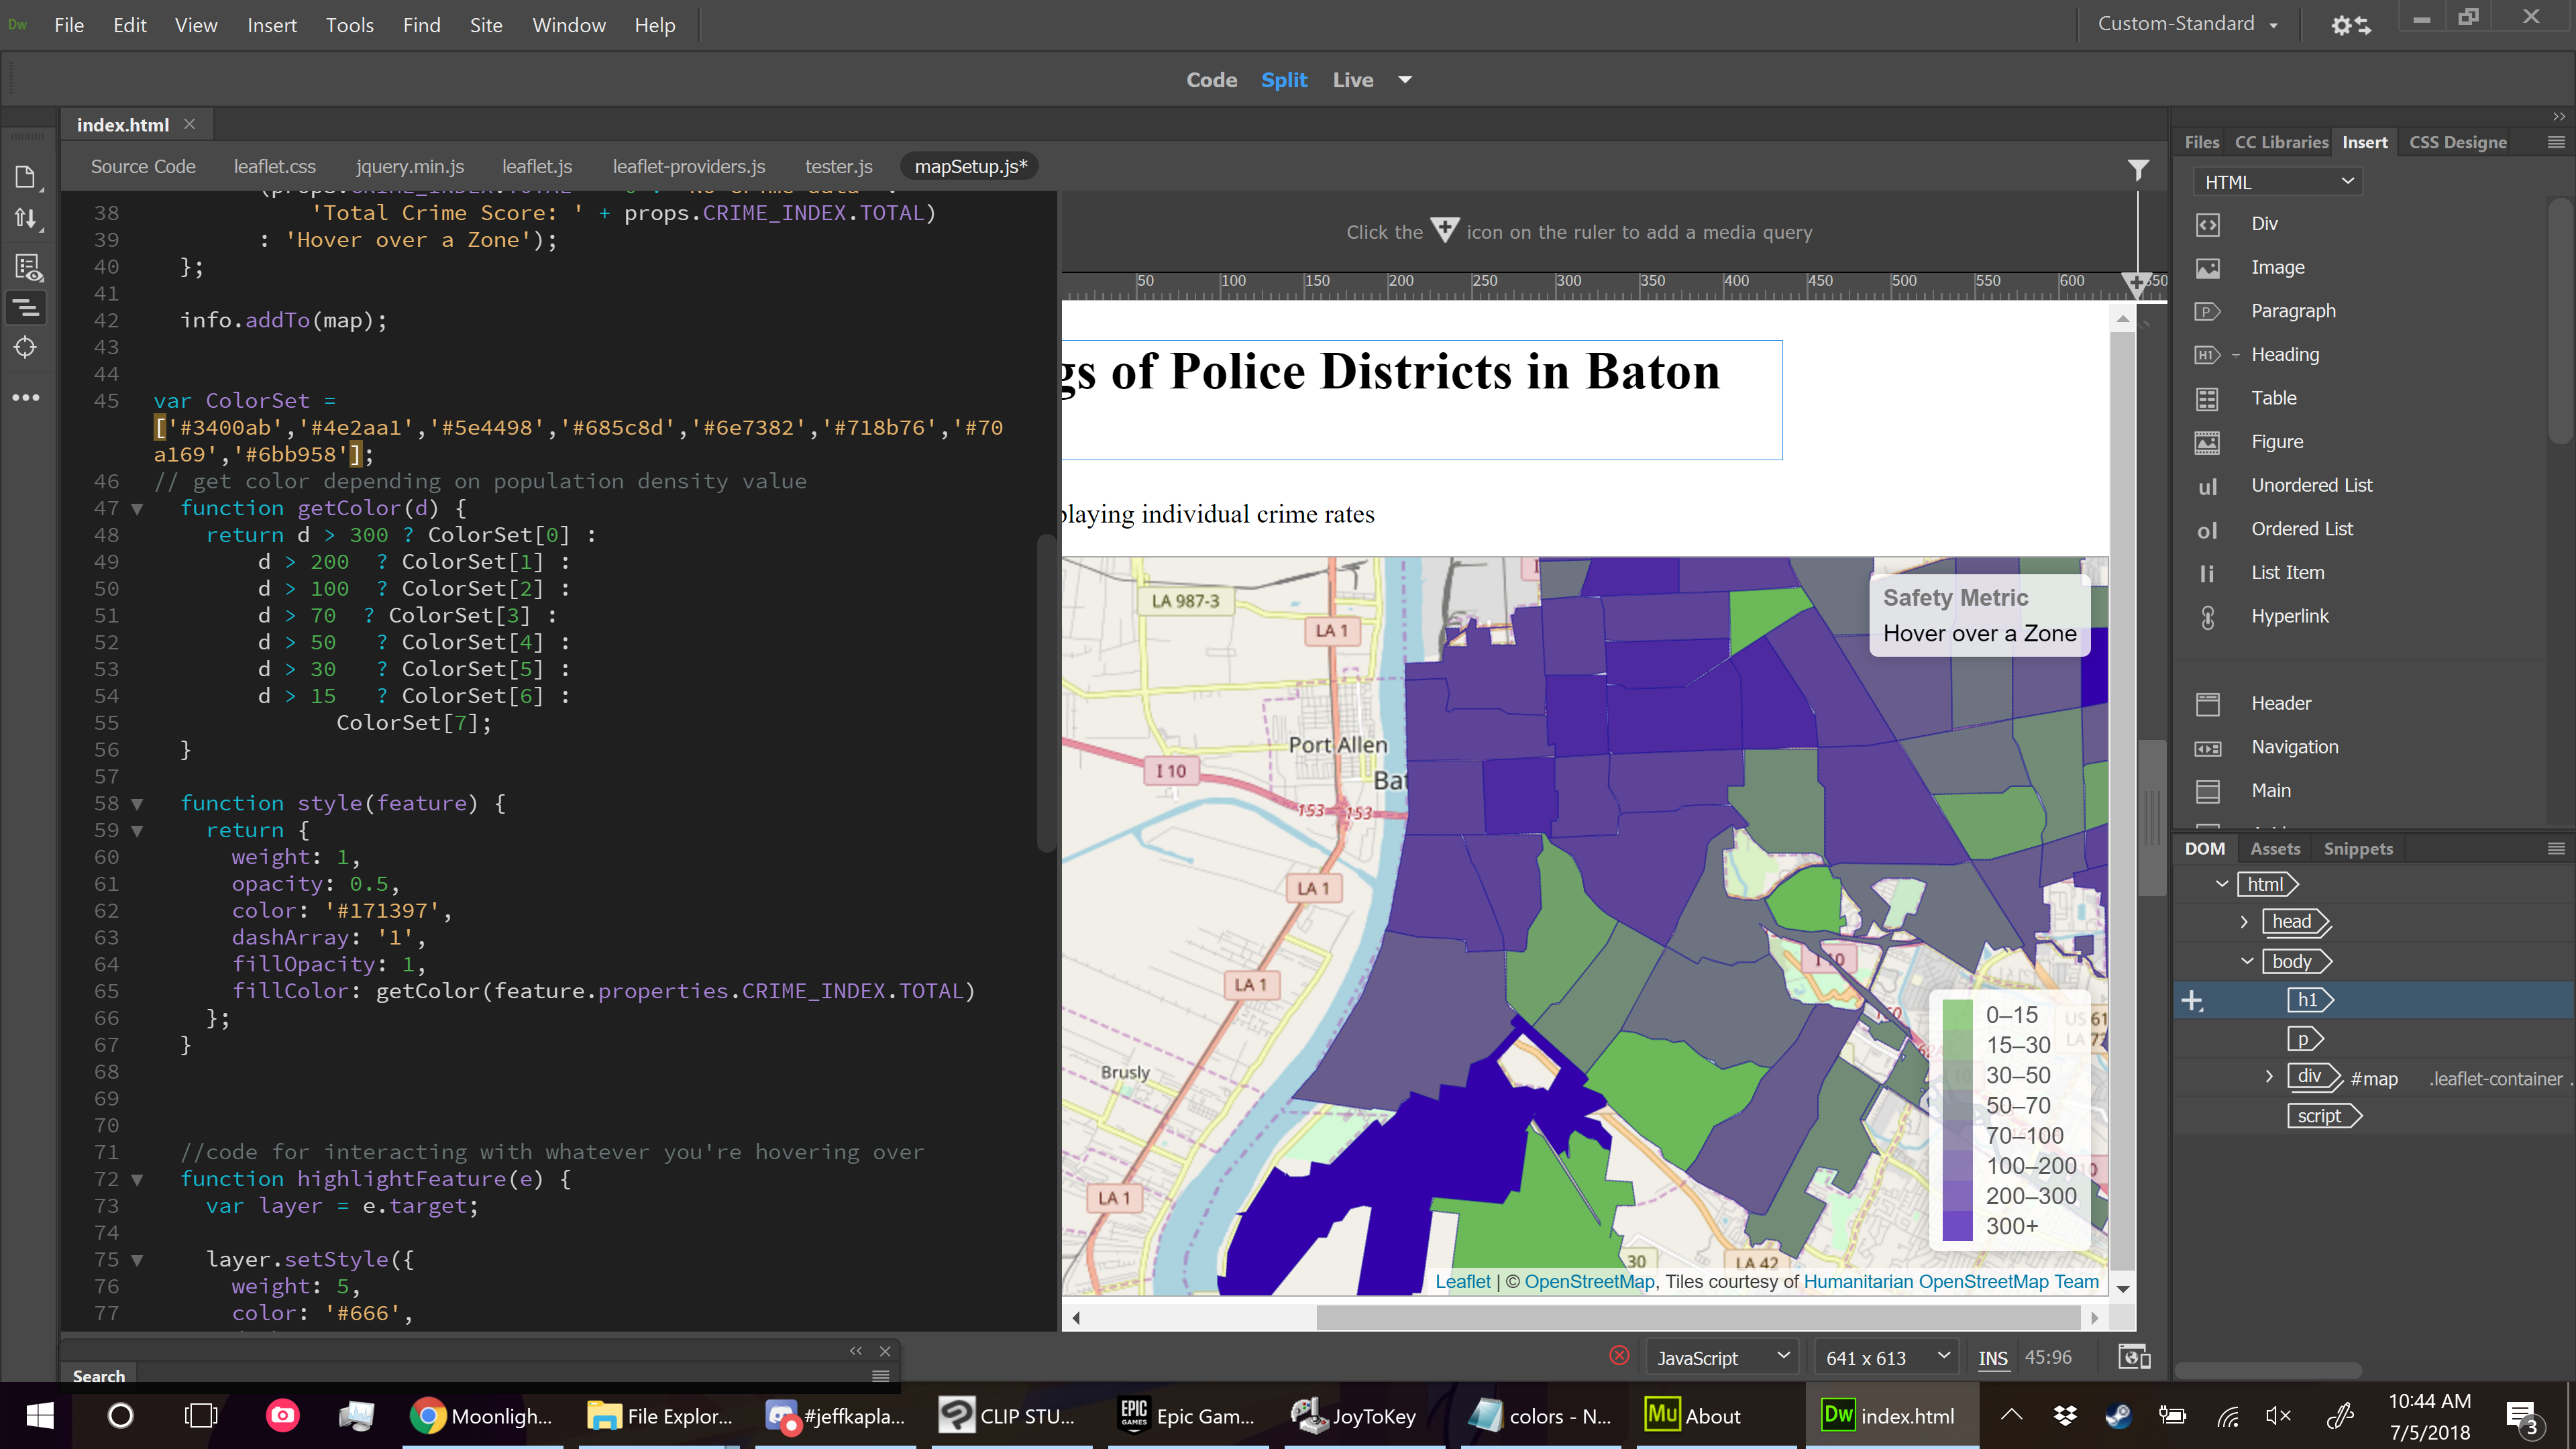 Dw File Edit View Insert Tools Find Site Window Help
Custom-Standard
Code Split Live
index.html
Source Code leaflet.css jquery.min.js leaflet.js leaflet-providers.js tester.js mapSetup.js*
38 'Total Crime Score: ' + props.CRIME_INDEX.TOTAL)
39 : 'Hover over a Zone');
40 };
41
42 info.addTo(map);
43
44
45 var ColorSet =
['#3400ab','#4e2aa1','#5e4498','#685c8d','#6e7382','#718b76','#70
a169','#6bb958'];
46 // get color depending on population density value
47 function getColor(d) {
48 return d > 300 ? ColorSet[0] :
49 d > 200 ? ColorSet[1] :
50 d > 100 ? ColorSet[2] :
51 d > 70 ? ColorSet[3] :
52 d > 50 ? ColorSet[4] :
53 d > 30 ? ColorSet[5] :
54 d > 15 ? ColorSet[6] :
55 ColorSet[7];
56 }
57
58 function style(feature) {
59 return {
60 weight: 1,
61 opacity: 0.5,
62 color: '#171397',
63 dashArray: '1',
64 fillOpacity: 1,
65 fillColor: getColor(feature.properties.CRIME_INDEX.TOTAL)
66 };
67 }
68
69
70
71 //code for interacting with whatever you're hovering over
72 function highlightFeature(e) {
73 var layer = e.target;
74
75 layer.setStyle({
76 weight: 5,
77 color: '#666',
Search
Click the icon on the ruler to add a media query
50 100 150 200 250 300 350 400 450 500 550 600
gs of Police Districts in Baton
playing individual crime rates
LA 987-3
LA 1
Port Allen
I 10
Bat
153 153
LA 1
LA 1
Brusly
LA 1
I 10
US 61
30
LA 42
Safety Metric
Hover over a Zone
0–15
15–30
30–50
50–70
70–100
100–200
200–300
300+
Leaflet | © OpenStreetMap, Tiles courtesy of Humanitarian OpenStreetMap Team
JavaScript 641 x 613 INS 45:96
Files CC Libraries Insert CSS Designe
HTML
Div
Image
Paragraph
H1 Heading
Table
Figure
ul Unordered List
ol Ordered List
li List Item
Hyperlink
Header
Navigation
Main
DOM Assets Snippets
html
head
body
h1
p
div #map .leaflet-container .
script
Moonligh... File Explor... #jeffkapla... CLIP STU... EPIC GAMES Epic Gam... JoyToKey colors - N... Mu About Dw index.html
10:44 AM
7/5/2018
3